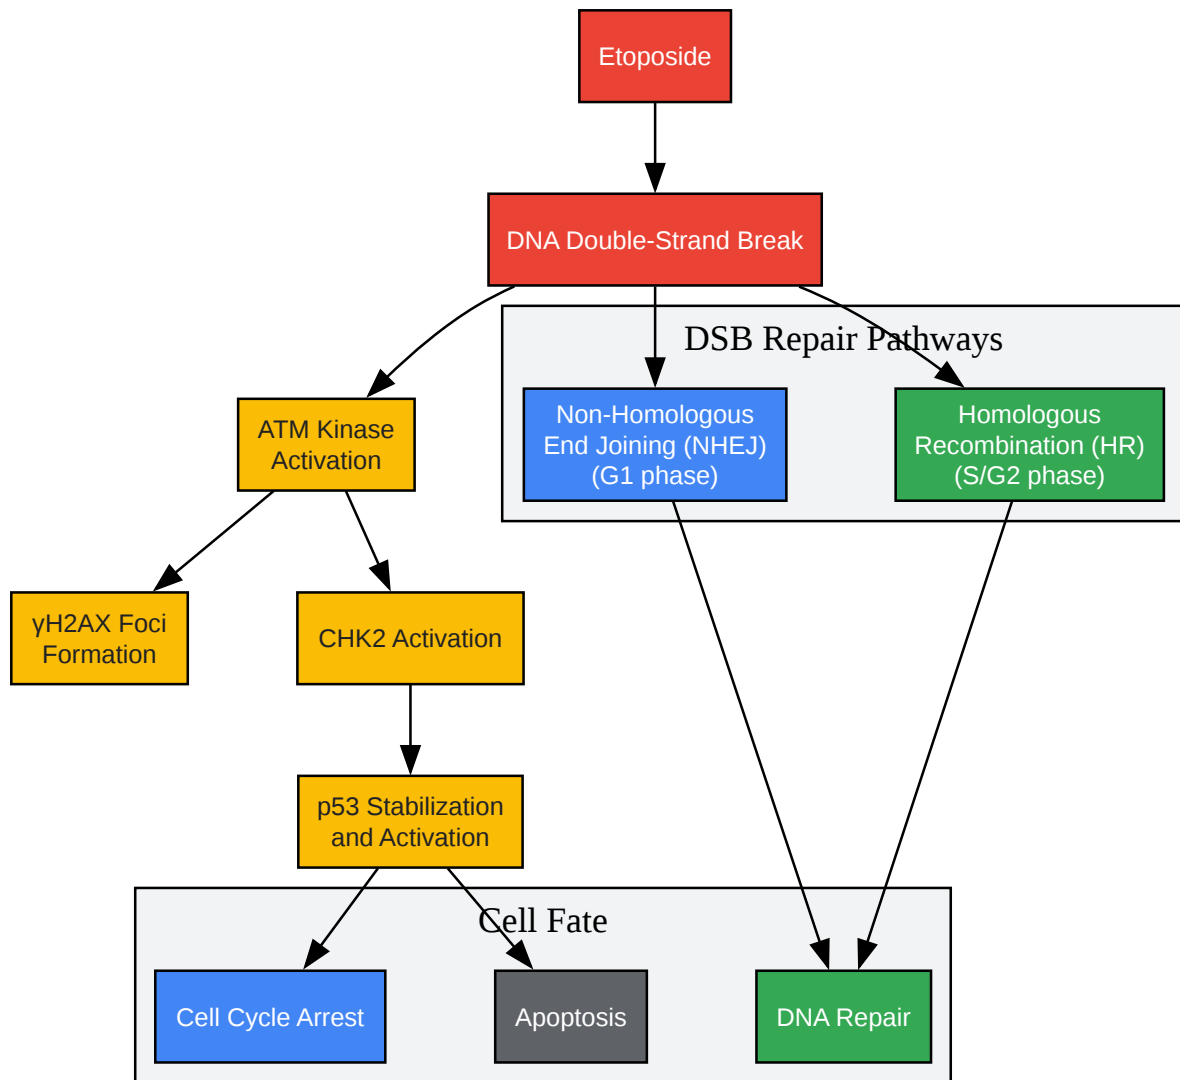 Etoposide
DNA Double-Strand Break
DSB Repair Pathways
ATM Kinase
Activation
Non-Homologous
End Joining (NHEJ)
(G1 phase)
Homologous
Recombination (HR)
(S/G2 phase)
γH2AX Foci
Formation
CHK2 Activation
p53 Stabilization
and Activation
Cell Fate
Cell Cycle Arrest
Apoptosis
DNA Repair